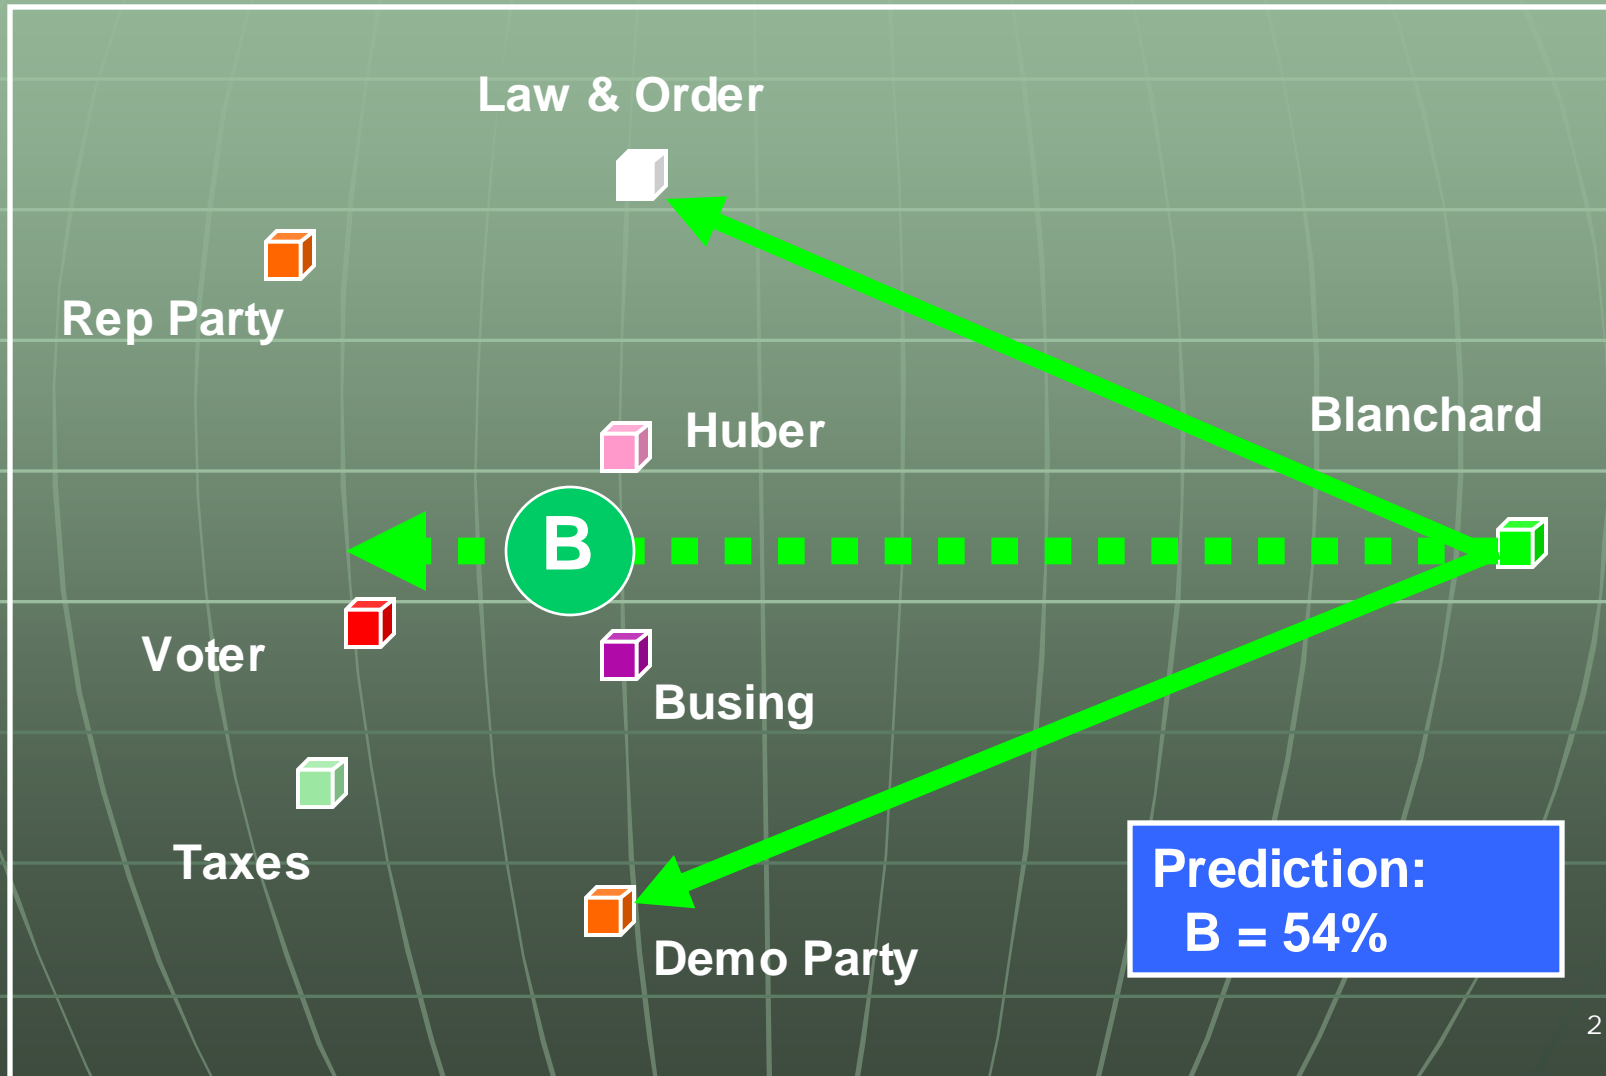 Law & Order
Rep Party
Huber
Blanchard
B
Voter
Busing
Taxes
Prediction:
B = 54%
Demo Party
2